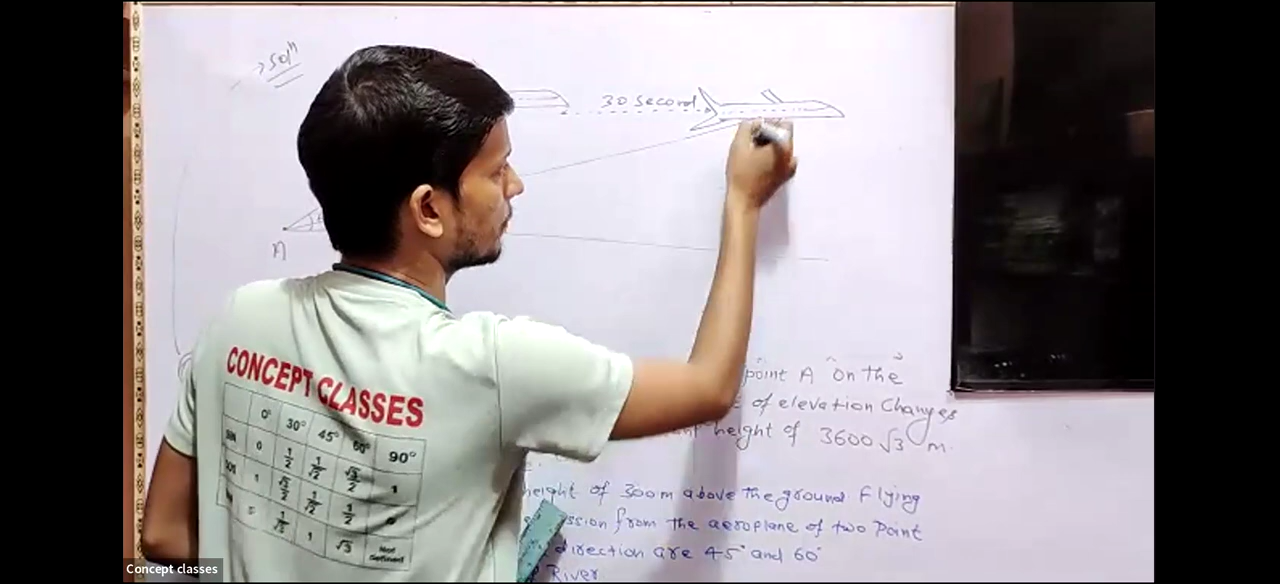 → Solⁿ
30 Second
A
point A on the
of elevation Changes
height of 3600√3 m.
height of 300m above the ground Flying
ssion from the aeroplane of two Point
direction are 45° and 60°
River
CONCEPT CLASSES
0° 30° 45° 60° 90°
SIN 0 1/2 1/√2 √3/2 1
COS 1 √3/2 1/√2 1/2 0
1/√3 1 √3 Not Defined
Concept classes